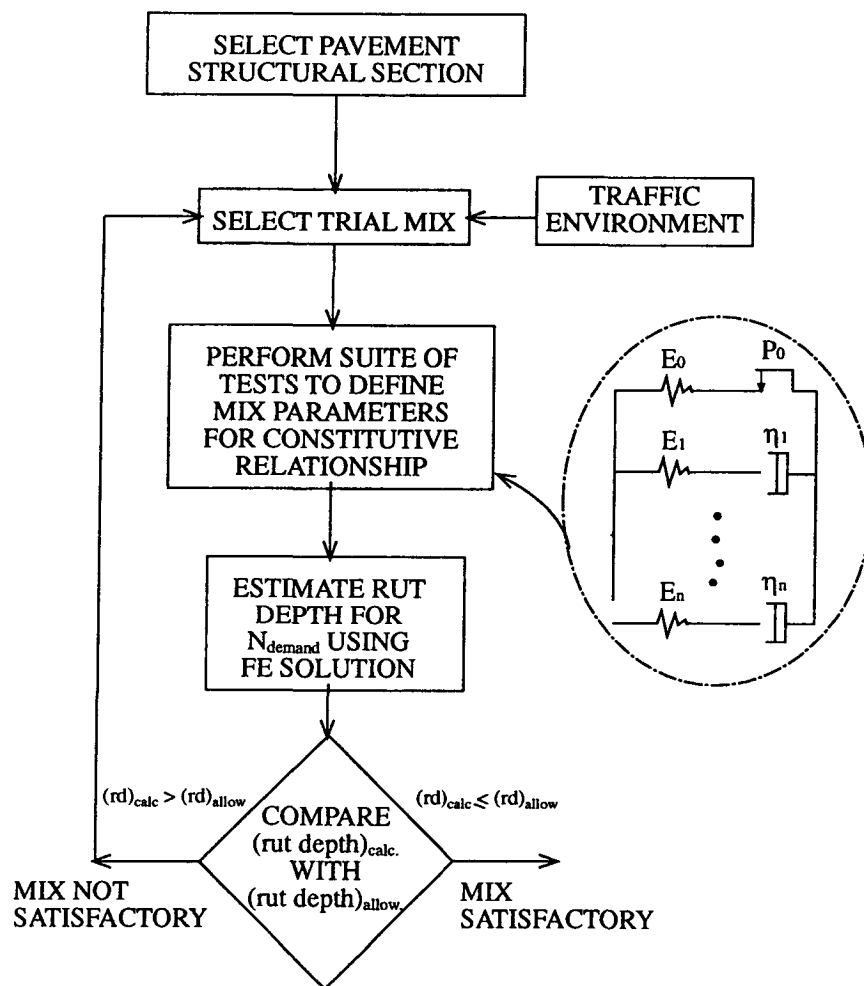 SELECT PAVEMENT
STRUCTURAL SECTION
SELECT TRIAL MIX
TRAFFIC
ENVIRONMENT
PERFORM SUITE OF
TESTS TO DEFINE
MIX PARAMETERS
FOR CONSTITUTIVE
RELATIONSHIP
E0
P0
E1
η1
En
ηn
ESTIMATE RUT
DEPTH FOR
Ndemand USING
FE SOLUTION
(rd)calc > (rd)allow
(rd)calc ≤ (rd)allow
COMPARE
(rut depth)calc.
WITH
(rut depth)allow.
MIX NOT
SATISFACTORY
MIX
SATISFACTORY